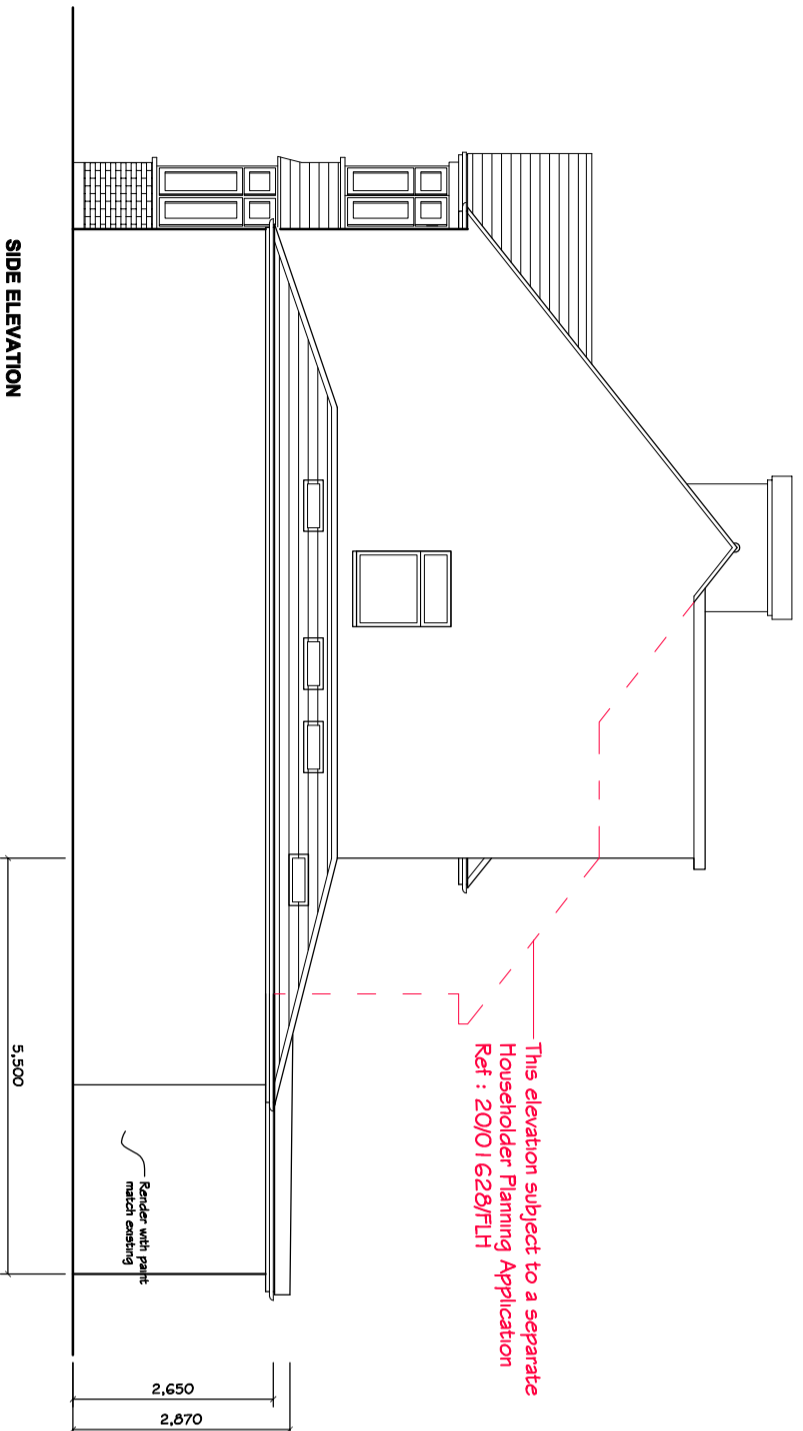 This elevation subject to a separate
Householder Planning Application
Ref : 20/01628/FLH
Render with paint
match existing
5,500
2,650
2,870
SIDE ELEVATION